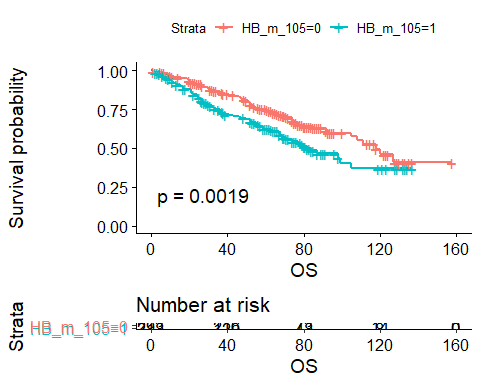 Strata HB_m_105=0 HB_m_105=1
1.00
0.75
0.50
0.25
0.00
Survival probability
p = 0.0019
0 40 80 120 160
OS
Number at risk
Strata
0 40 80 120 160
OS